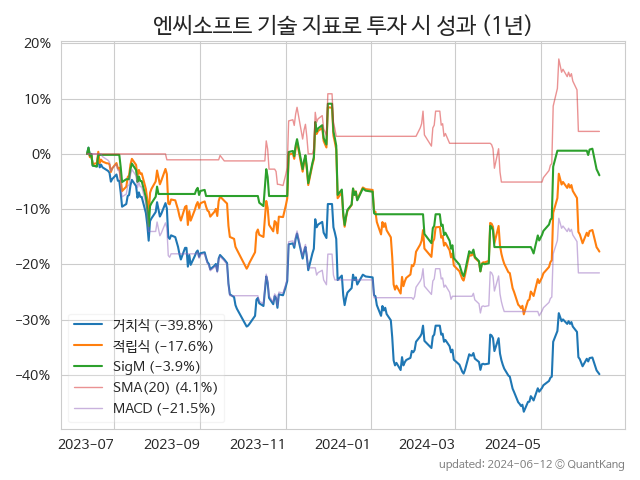 엔씨소프트 기술 지표로 투자 시 성과 (1년)
20%
10%
0%
−10%
−20%
−30%
−40%
거치식 (−39.8%)
적립식 (−17.6%)
SigM (−3.9%)
SMA(20) (4.1%)
MACD (−21.5%)
2023−07 2023−09 2023−11 2024−01 2024−03 2024−05
updated: 2024−06−12 © QuantKang